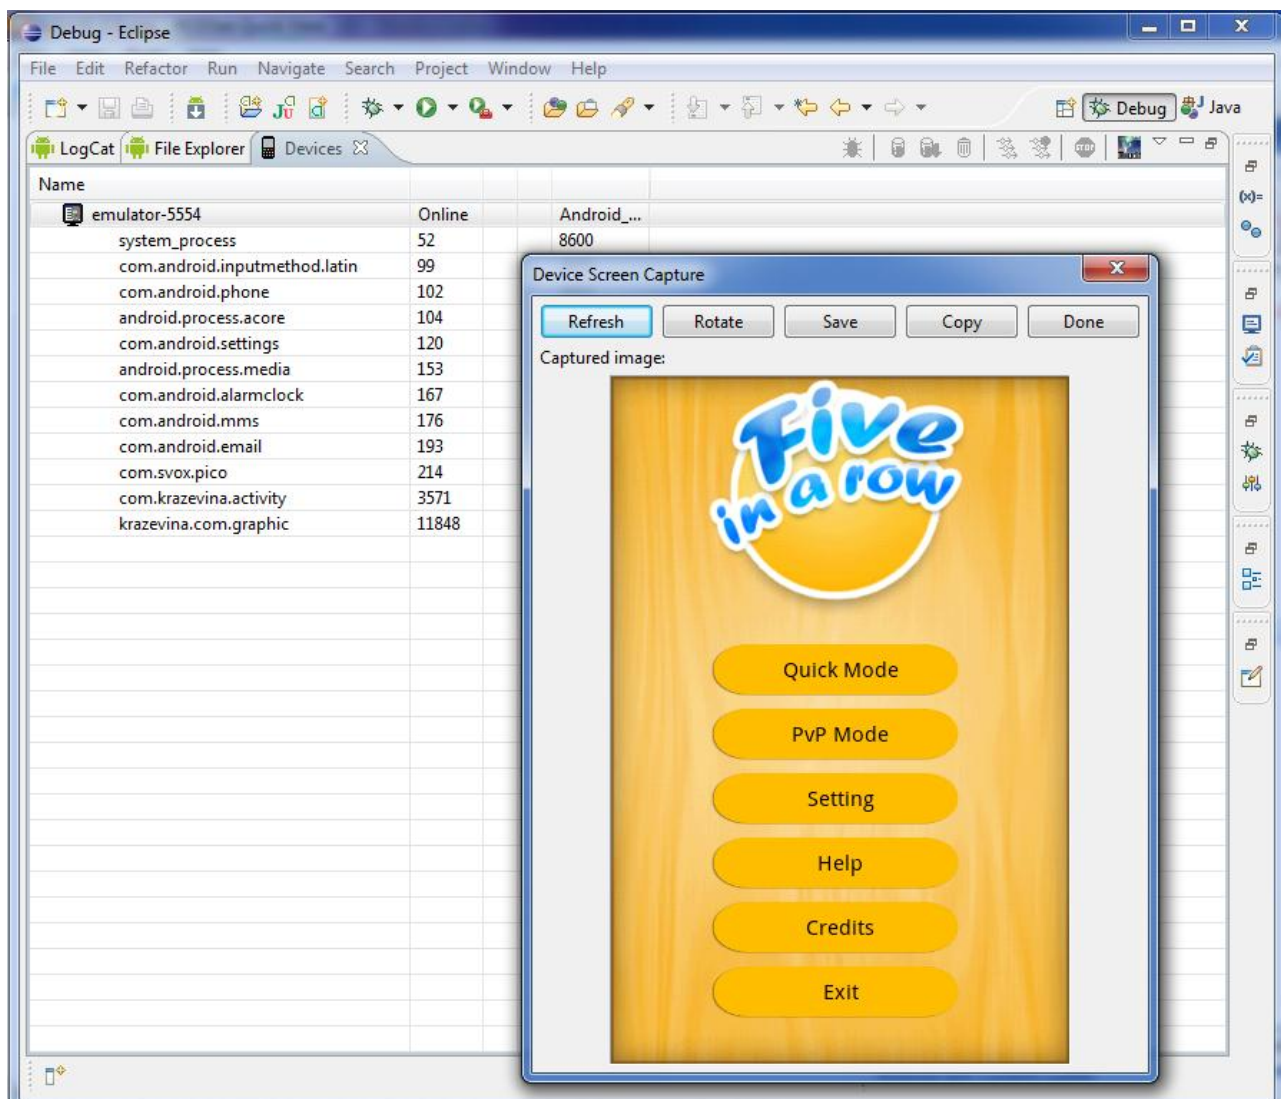 Debug - Eclipse
File Edit Refactor Run Navigate Search Project Window Help
Debug Java
LogCat File Explorer Devices
Name
emulator-5554 Online Android_...
system_process 52 8600
com.android.inputmethod.latin 99
com.android.phone 102
android.process.acore 104
com.android.settings 120
android.process.media 153
com.android.alarmclock 167
com.android.mms 176
com.android.email 193
com.svox.pico 214
com.krazevina.activity 3571
krazevina.com.graphic 11848
Device Screen Capture
Refresh Rotate Save Copy Done
Captured image:
Five
in a row
Quick Mode
PvP Mode
Setting
Help
Credits
Exit
(x)=